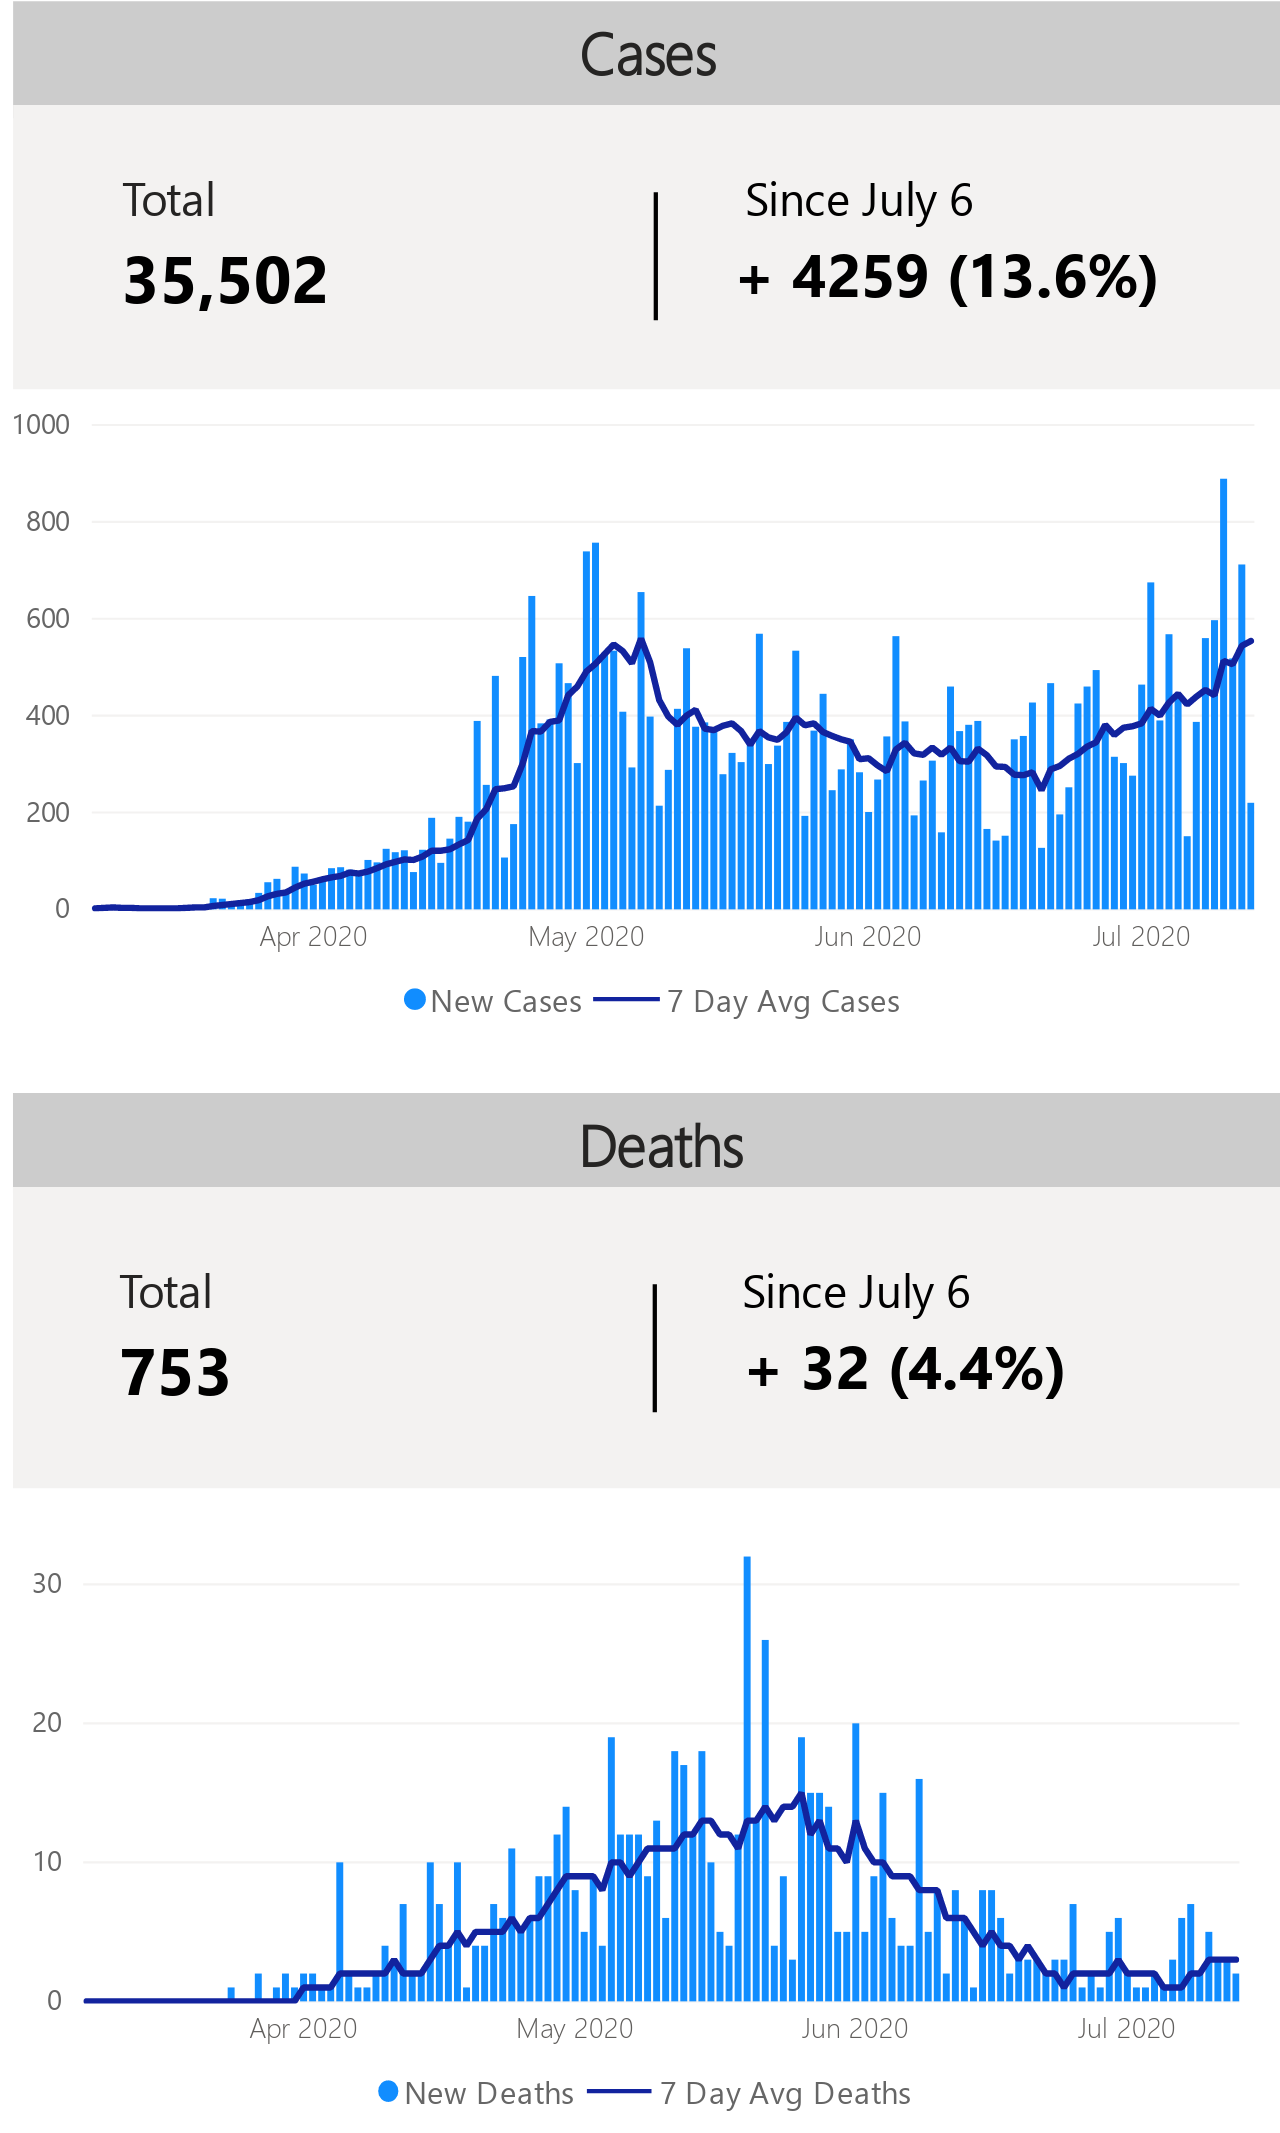 Cases
Total
Since July 6
35,502
+ 4259 (13.6%)
1000
800
600
400
200
0
Apr 2020
May 2020
Jun 2020
Jul 2020
New Cases
7 Day Avg Cases
Deaths
Total
Since July 6
753
+ 32 (4.4%)
30
20
10
0
Apr 2020
May 2020
Jun 2020
Jul 2020
New Deaths
7 Day Avg Deaths